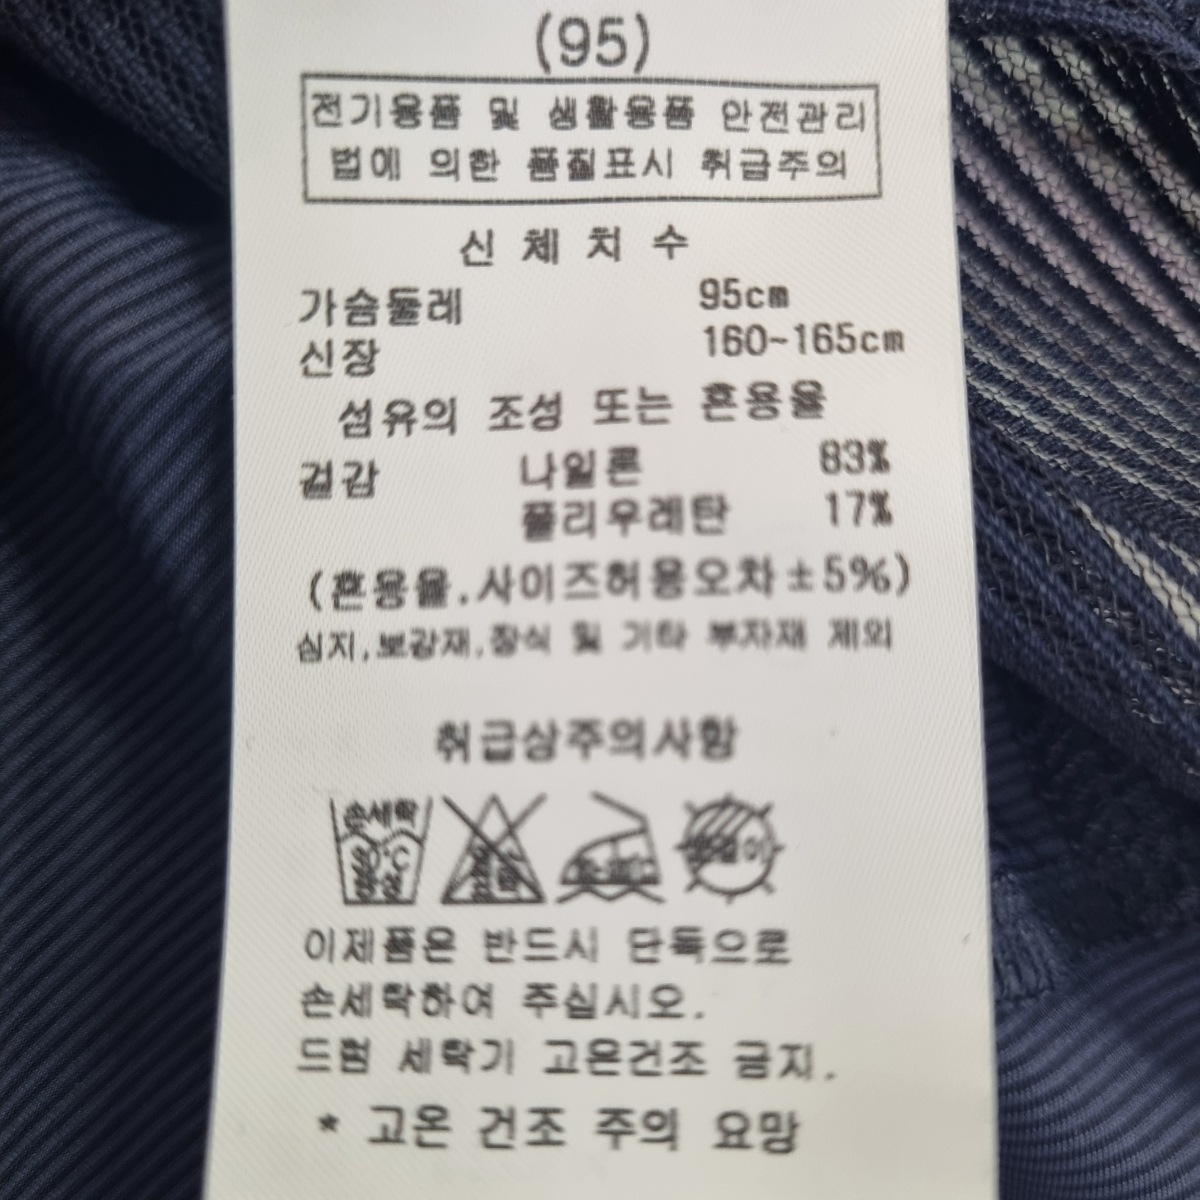 (95)
전기용품 및 생활용품 안전관리
법에 의한 품질표시 취급주의
신 체 치 수
가슴둘레 95cm
신장 160~165cm
섬유의 조성 또는 혼용율
겉감 나일론 83%
폴리우레탄 17%
(혼용율,사이즈허용오차±5%)
심지,보강재,장식 및 기타 부자재 제외
취급상주의사항
손세탁
30℃
중성
이제품은 반드시 단독으로
손세탁하여 주십시오.
드럼 세탁기 고온건조 금지.
* 고온 건조 주의 요망